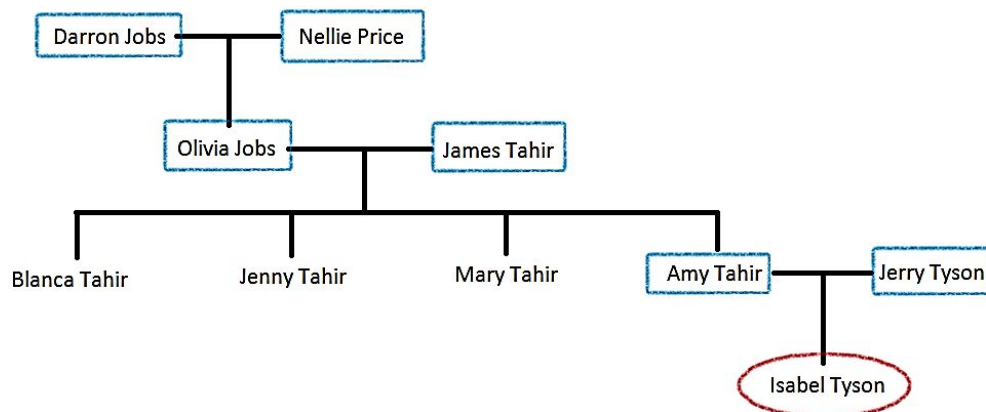 Darron Jobs
Nellie Price
Olivia Jobs
James Tahir
Blanca Tahir
Jenny Tahir
Mary Tahir
Amy Tahir
Jerry Tyson
Isabel Tyson